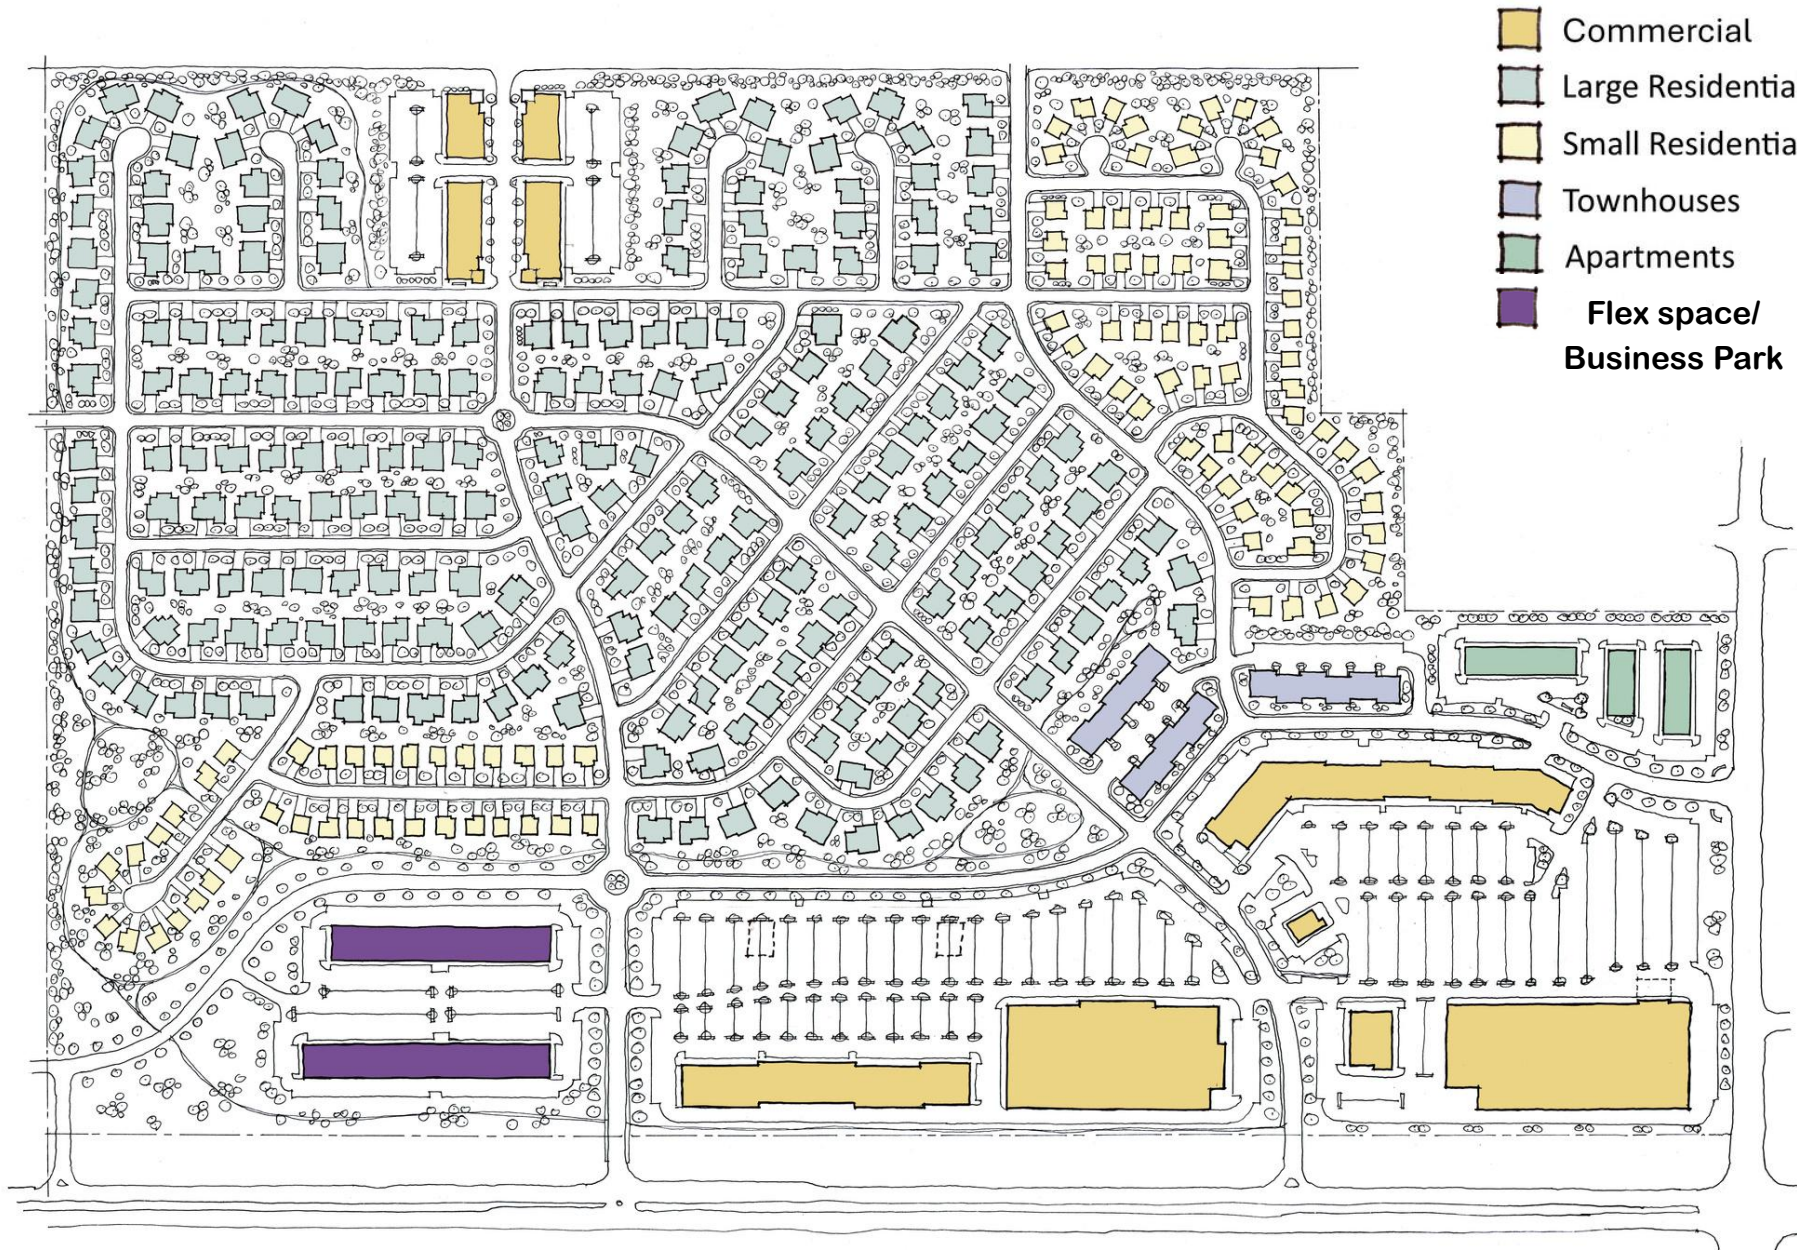 Commercial
Large Residentia
Small Residentia
Townhouses
Apartments
Flex space/
Business Park